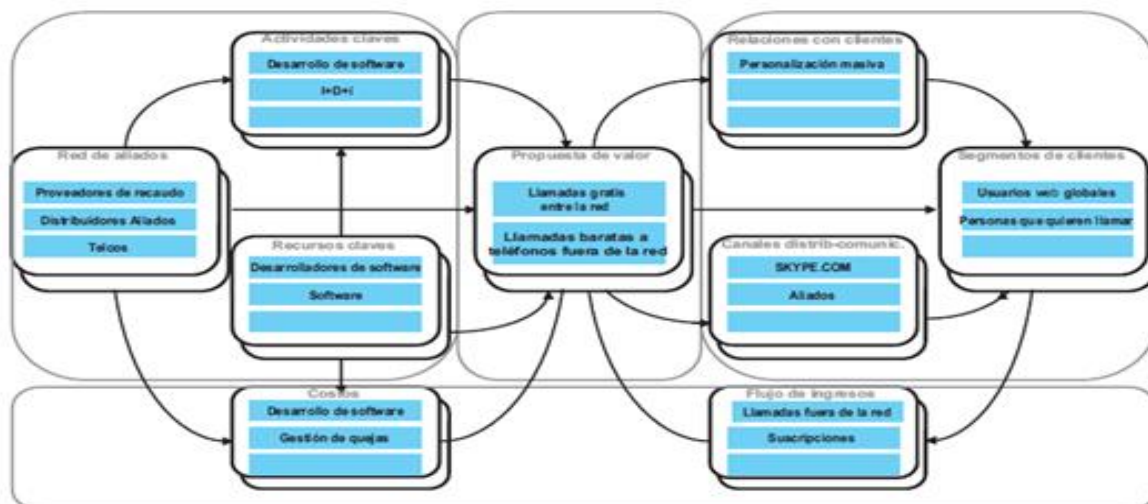 Actividades claves
Desarrollo de software
I+D+i
Relaciones con clientes
Personalización masiva
Red de aliados
Proveedores de recaudo
Distribuidores Aliados
Telcos
Propuesta de valor
Llamadas gratis
entre la red
Llamadas baratas a
teléfonos fuera de la red
Segmentos de clientes
Usuarios web globales
Personas que quieren llamar
Recursos claves
Desarrolladores de software
Software
Canales distrib-comunic.
SKYPE.COM
Aliados
Costos
Desarrollo de software
Gestión de quejas
Flujo de ingresos
Llamadas fuera de la red
Suscripciones